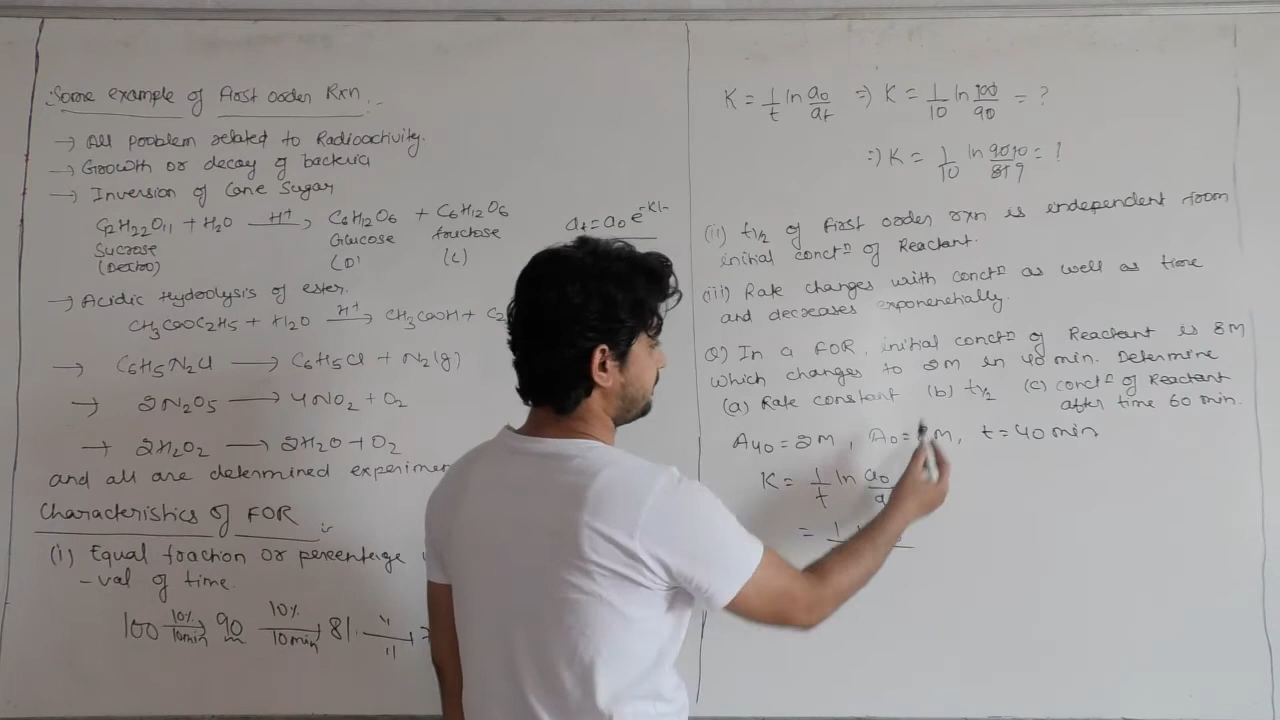 Some example of First order Rxn :-
→ All problem related to Radioactivity.
→ Growth or decay of bacteria
→ Inversion of Cane Sugar
C12H22O11 + H2O —H+→ C6H12O6 + C6H12O6
Sucrose Glucose fructose
(Dextro) (D) (L)
at = a0 e^-Kt
→ Acidic Hydrolysis of ester.
CH3COOC2H5 + H2O —H+→ CH3COOH + C2
→ C6H5N2Cl ⟶ C6H5Cl + N2(g)
→ 2N2O5 ⟶ 4NO2 + O2
→ 2H2O2 ⟶ 2H2O + O2
and all are determined experimen
Characteristics of FOR :-
(i) Equal fraction or percentage
-val of time.
100 —10%/10min→ 90 —10%/10min→ 81 —〃/〃→
K = 1/t ln a0/at ⇒ K = 1/10 ln 100/90 = ?
⇒ K = 1/10 ln 90/81 = ?
(ii) t1/2 of first order rxn is independent from
initial conctn of Reactant.
(iii) Rate changes with conctn as well as time
and decreases exponentially.
Q) In a FOR, initial conctn of Reactant is 8M
which changes to 2M in 40 min. Determine
(a) Rate constant (b) t1/2 (c) conctn of Reactant
after time 60 min.
A40 = 2M, A0 = M, t = 40 min
K = 1/t ln a0/a
= 1